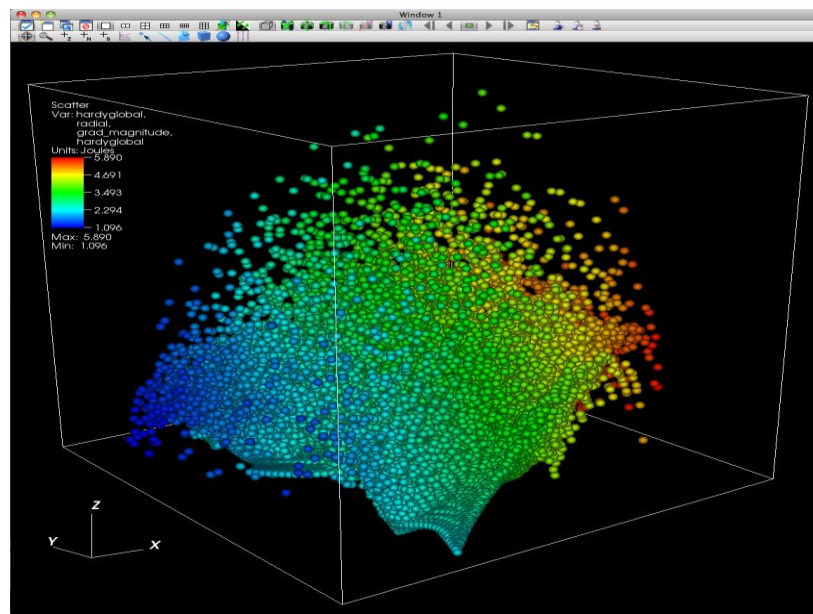 Window 1
Scatter
Var: hardyglobal,
radial,
grad_magnitude,
hardyglobal
Units: Joules
5.890
4.691
3.493
2.294
1.096
Max: 5.890
Min: 1.096
Z
Y
X